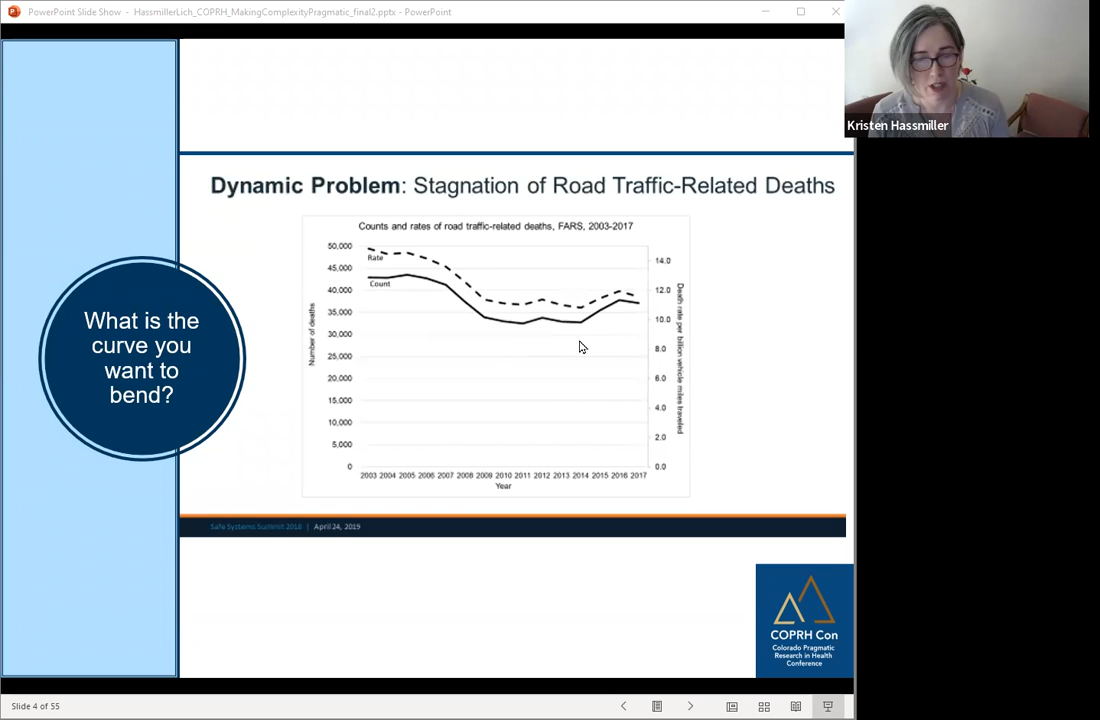 PowerPoint Slide Show - HassmillerLich_COPRH_MakingComplexityPragmatic_final2.pptx - PowerPoint
Kristen Hassmiller
Dynamic Problem: Stagnation of Road Traffic-Related Deaths
What is the
curve you
want to
bend?
Counts and rates of road traffic-related deaths, FARS, 2003-2017
Rate
Count
Number of deaths
50,000
45,000
40,000
35,000
30,000
25,000
20,000
15,000
10,000
5,000
0
14.0
12.0
10.0
8.0
6.0
4.0
2.0
0.0
Death rate per billion vehicle miles traveled
2003 2004 2005 2006 2007 2008 2009 2010 2011 2012 2013 2014 2015 2016 2017
Year
Safe Systems Summit 2018 | April 24, 2019
COPRH Con
Colorado Pragmatic
Research in Health
Conference
Slide 4 of 55